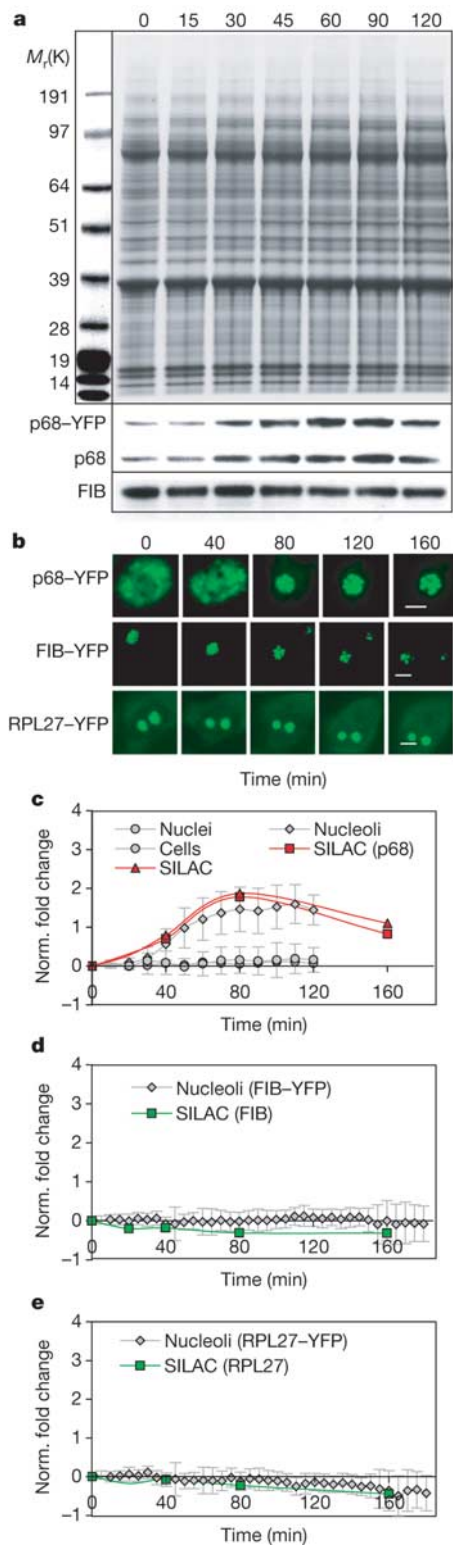 a
0 15 30 45 60 90 120
Mr(K)
191
97
64
51
39
28
19
14
p68–YFP
p68
FIB
b
0 40 80 120 160
p68–YFP
FIB–YFP
RPL27–YFP
Time (min)
c
Norm. fold change
4
3
2
1
0
−1
Nuclei
Nucleoli
Cells
SILAC (p68)
SILAC
0 40 80 120 160
Time (min)
d
Norm. fold change
4
3
2
1
0
−1
Nucleoli (FIB–YFP)
SILAC (FIB)
0 40 80 120 160
Time (min)
e
Norm. fold change
4
3
2
1
0
−1
Nucleoli (RPL27–YFP)
SILAC (RPL27)
0 40 80 120 160
Time (min)